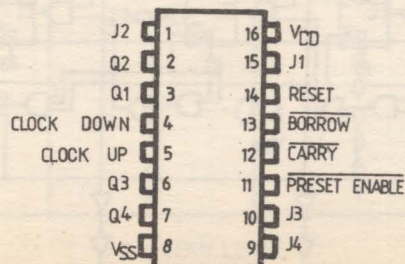 J2 1 16 VDD
Q2 2 15 J1
Q1 3 14 RESET
CLOCK DOWN 4 13 BORROW
CLOCK UP 5 12 CARRY
Q3 6 11 PRESET ENABLE
Q4 7 10 J3
VSS 8 9 J4